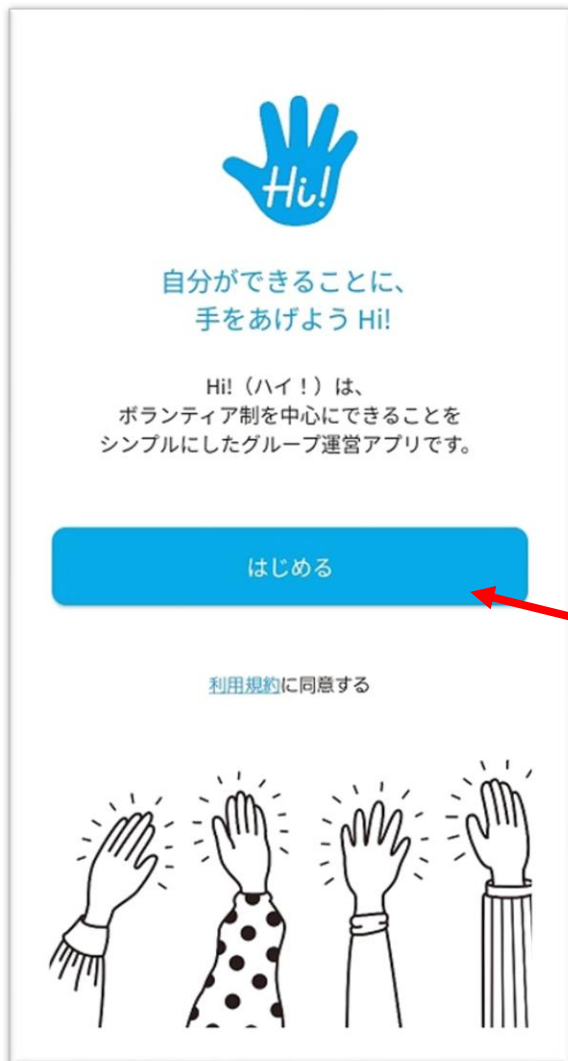 Hi!
自分ができることに、
手をあげよう Hi!
Hi!（ハイ！）は、
ボランティア制を中心にできることを
シンプルにしたグループ運営アプリです。
はじめる
利用規約に同意する